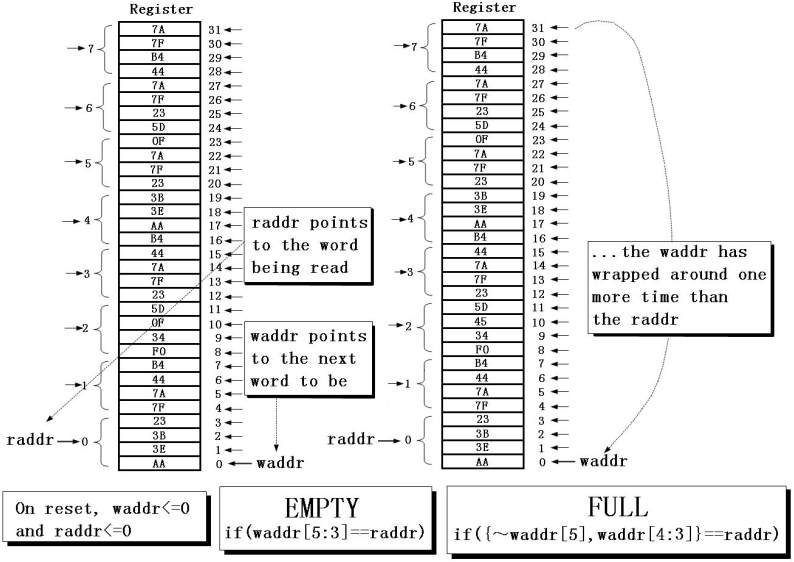 Register
7A 31
7F 30
7
B4 29
44 28
7A 27
7F 26
6
23 25
5D 24
0F 23
7A 22
5
7F 21
23 20
3B 19
3E 18
4
AA 17
B4 16
44 15
7A 14
3
7F 13
23 12
5D 11
0F 10
2
34 9
F0 8
B4 7
44 6
1
7A 5
7F 4
23 3
3B 2
raddr 0
3E 1
AA 0 waddr
raddr points
to the word
being read
waddr points
to the next
word to be
Register
7A 31
7F 30
7
B4 29
44 28
7A 27
7F 26
6
23 25
5D 24
0F 23
7A 22
5
7F 21
23 20
3B 19
3E 18
4
AA 17
B4 16
44 15
7A 14
3
7F 13
23 12
5D 11
45 10
2
34 9
F0 8
B4 7
44 6
1
7A 5
7F 4
23 3
3B 2
raddr 0
3E 1
AA 0 waddr
...the waddr has
wrapped around one
more time than
the raddr
On reset, waddr<=0
and raddr<=0
EMPTY
if(waddr[5:3]==raddr)
FULL
if({~waddr[5],waddr[4:3]}==raddr)